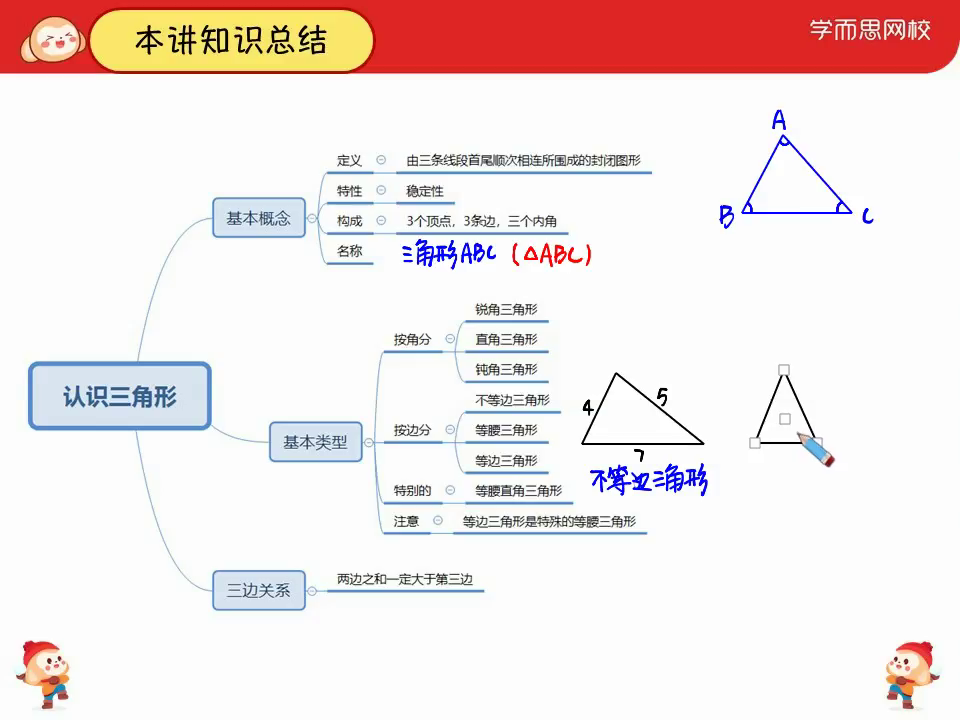 本讲知识总结
学而思网校
认识三角形
基本概念
定义
由三条线段首尾顺次相连所围成的封闭图形
特性
稳定性
构成
3个顶点，3条边，三个内角
名称
三角形ABC (△ABC)
A
B
C
基本类型
按角分
锐角三角形
直角三角形
钝角三角形
按边分
不等边三角形
等腰三角形
等边三角形
特别的
等腰直角三角形
注意
等边三角形是特殊的等腰三角形
4
5
7
不等边三角形
三边关系
两边之和一定大于第三边